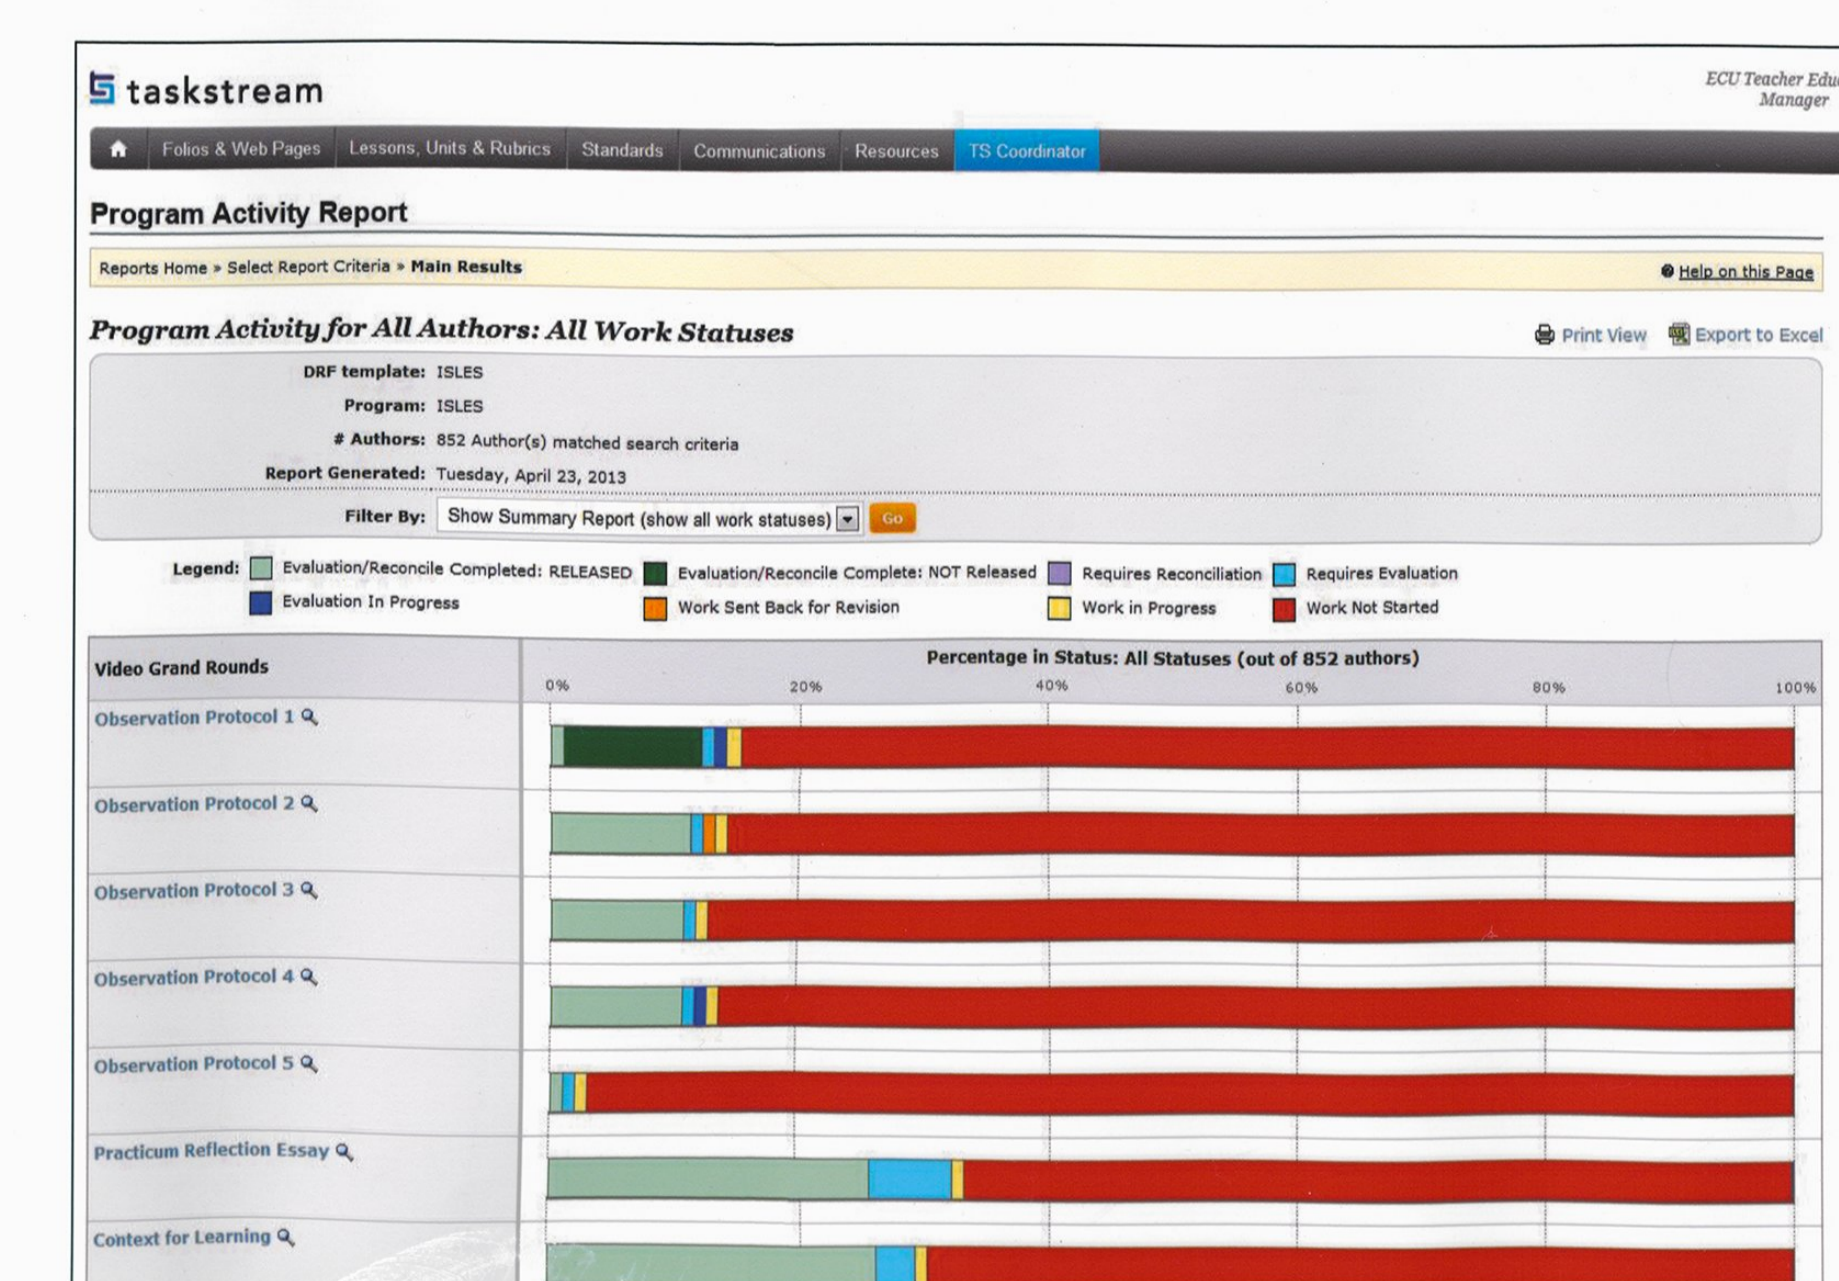 taskstream
ECU Teacher
Manager
Folios & Web Pages Lessons, Units & Rubrics Standards Communications Resources TS Coordinator
Program Activity Report
Reports Home » Select Report Criteria » Main Results Help on this Page
Program Activity for All Authors: All Work Statuses Print View Export to Excel
DRF template: ISLES
Program: ISLES
# Authors: 852 Author(s) matched search criteria
Report Generated: Tuesday, April 23, 2013
Filter By: Show Summary Report (show all work statuses) Go
Legend: Evaluation/Reconcile Completed: RELEASED Evaluation/Reconcile Complete: NOT Released Requires Reconciliation Requires Evaluation
Evaluation In Progress Work Sent Back for Revision Work in Progress Work Not Started
Video Grand Rounds Percentage in Status: All Statuses (out of 852 authors)
0% 20% 40% 60% 80% 100%
Observation Protocol 1
Observation Protocol 2
Observation Protocol 3
Observation Protocol 4
Observation Protocol 5
Practicum Reflection Essay
Context for Learning